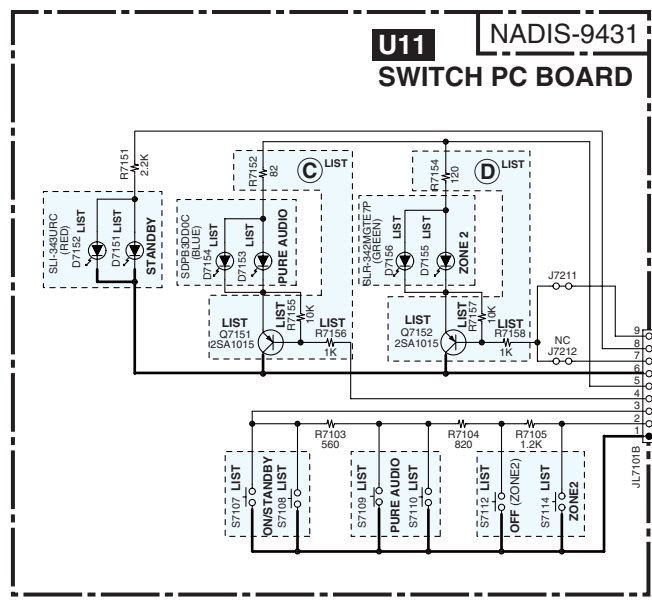 NADIS-9431
U11
SWITCH PC BOARD
R7151
2.2K
R7152
82
C LIST
R7154
120
D LIST
SLI-343URC
(RED)
D7152 LIST
D7151 LIST
STANDBY
SDPB3DD0C
(BLUE)
D7154 LIST
D7153 LIST
PURE AUDIO
SLR-342MGTE7P
(GREEN)
D7156 LIST
D7155 LIST
ZONE 2
J7211
LIST
Q7151
2SA1015
LIST
R7155
10K
LIST
R7156
1K
LIST
Q7152
2SA1015
LIST
R7157
10K
LIST
R7158
1K
NC
J7212
9
8
7
6
5
4
3
2
1
JL7101B
R7103
560
R7104
820
R7105
1.2K
S7107 LIST
ON/STANDBY
S7108 LIST
S7109 LIST
PURE AUDIO
S7110 LIST
S7112 LIST
OFF (ZONE2)
S7114 LIST
ZONE2